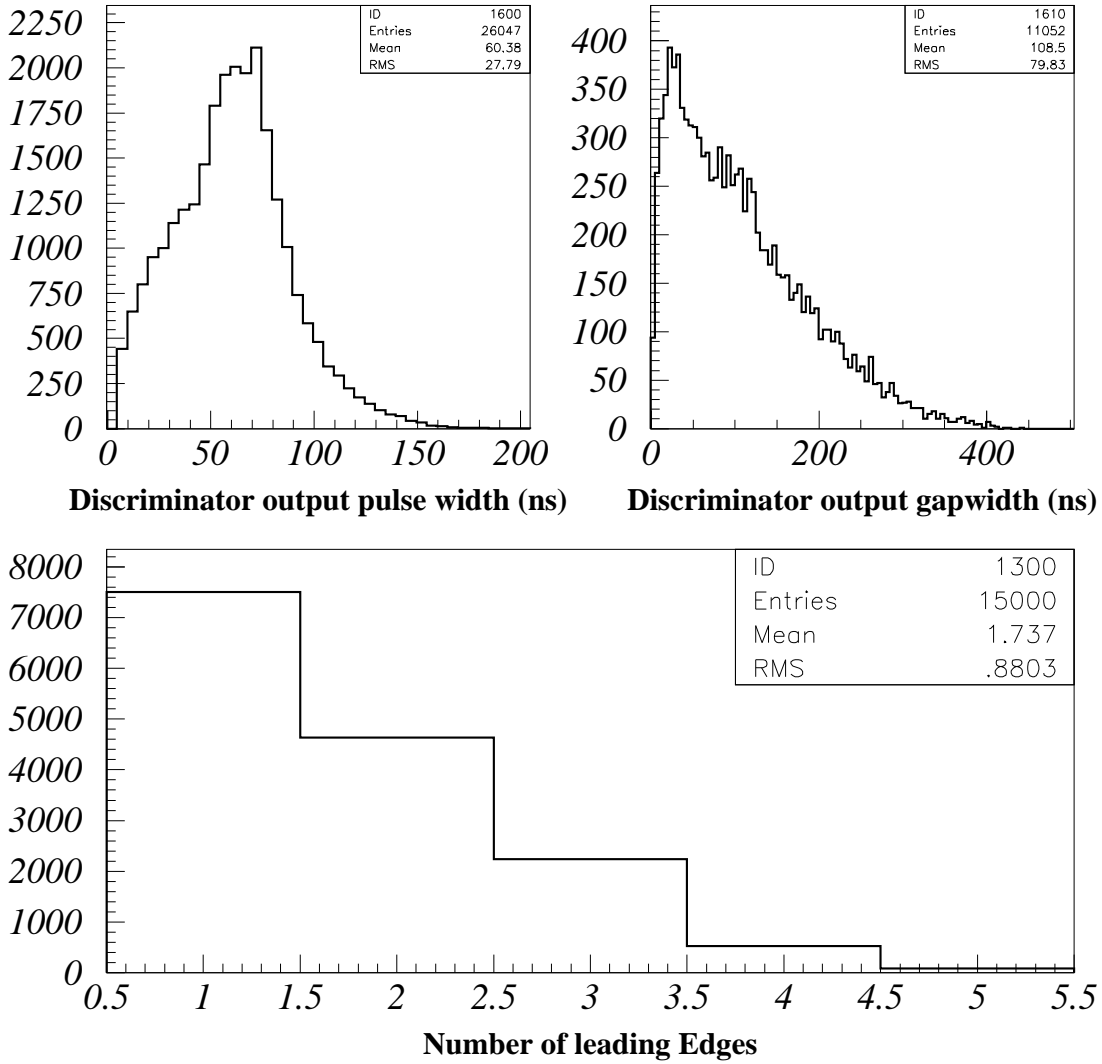 ID 1600
Entries 26047
Mean 60.38
RMS 27.79
2250
2000
1750
1500
1250
1000
750
500
250
0
0 50 100 150 200
Discriminator output pulse width (ns)
ID 1610
Entries 11052
Mean 108.5
RMS 79.83
400
350
300
250
200
150
100
50
0
0 200 400
Discriminator output gapwidth (ns)
ID 1300
Entries 15000
Mean 1.737
RMS .8803
8000
7000
6000
5000
4000
3000
2000
1000
0
0.5 1 1.5 2 2.5 3 3.5 4 4.5 5 5.5
Number of leading Edges